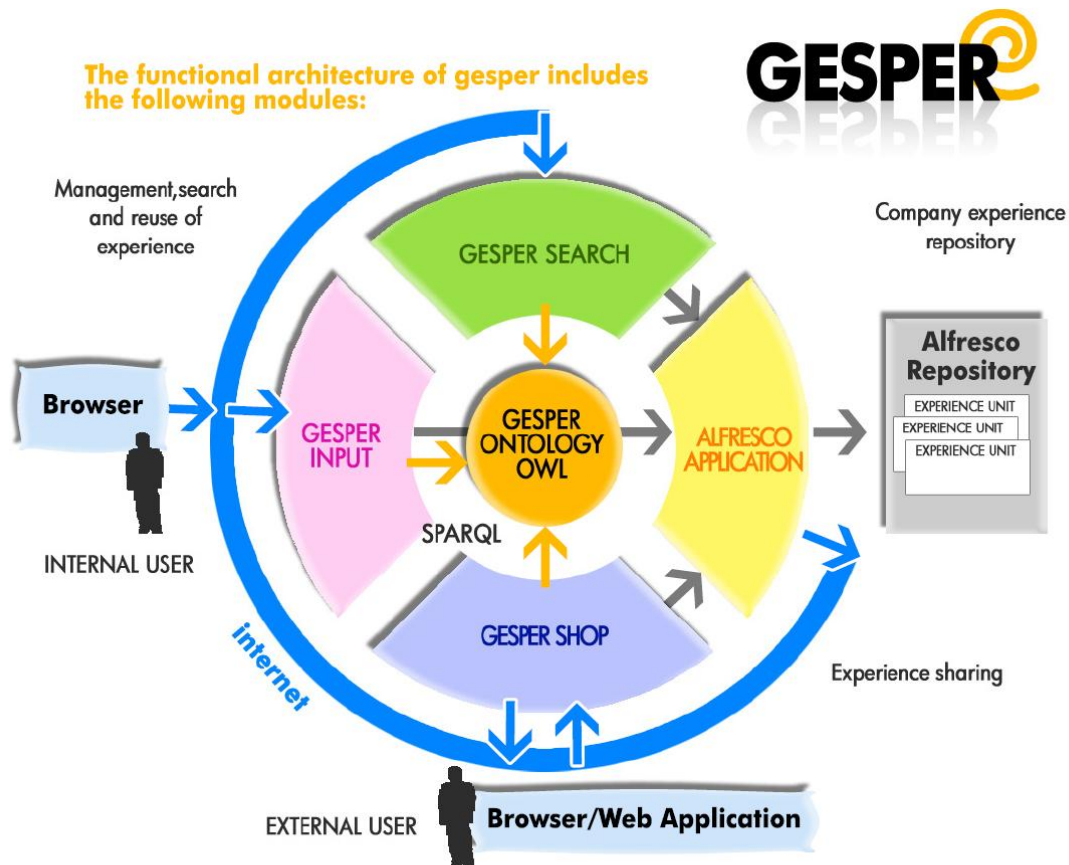 GESPER@
The functional architecture of gesper includes
the following modules:
Management,search
and reuse of
experience
Company experience
repository
GESPER SEARCH
Browser
GESPER
INPUT
GESPER
ONTOLOGY
OWL
ALFRESCO
APPLICATION
Alfresco
Repository
EXPERIENCE UNIT
EXPERIENCE UNIT
EXPERIENCE UNIT
SPARQL
INTERNAL USER
GESPER SHOP
internet
Experience sharing
EXTERNAL USER
Browser/Web Application